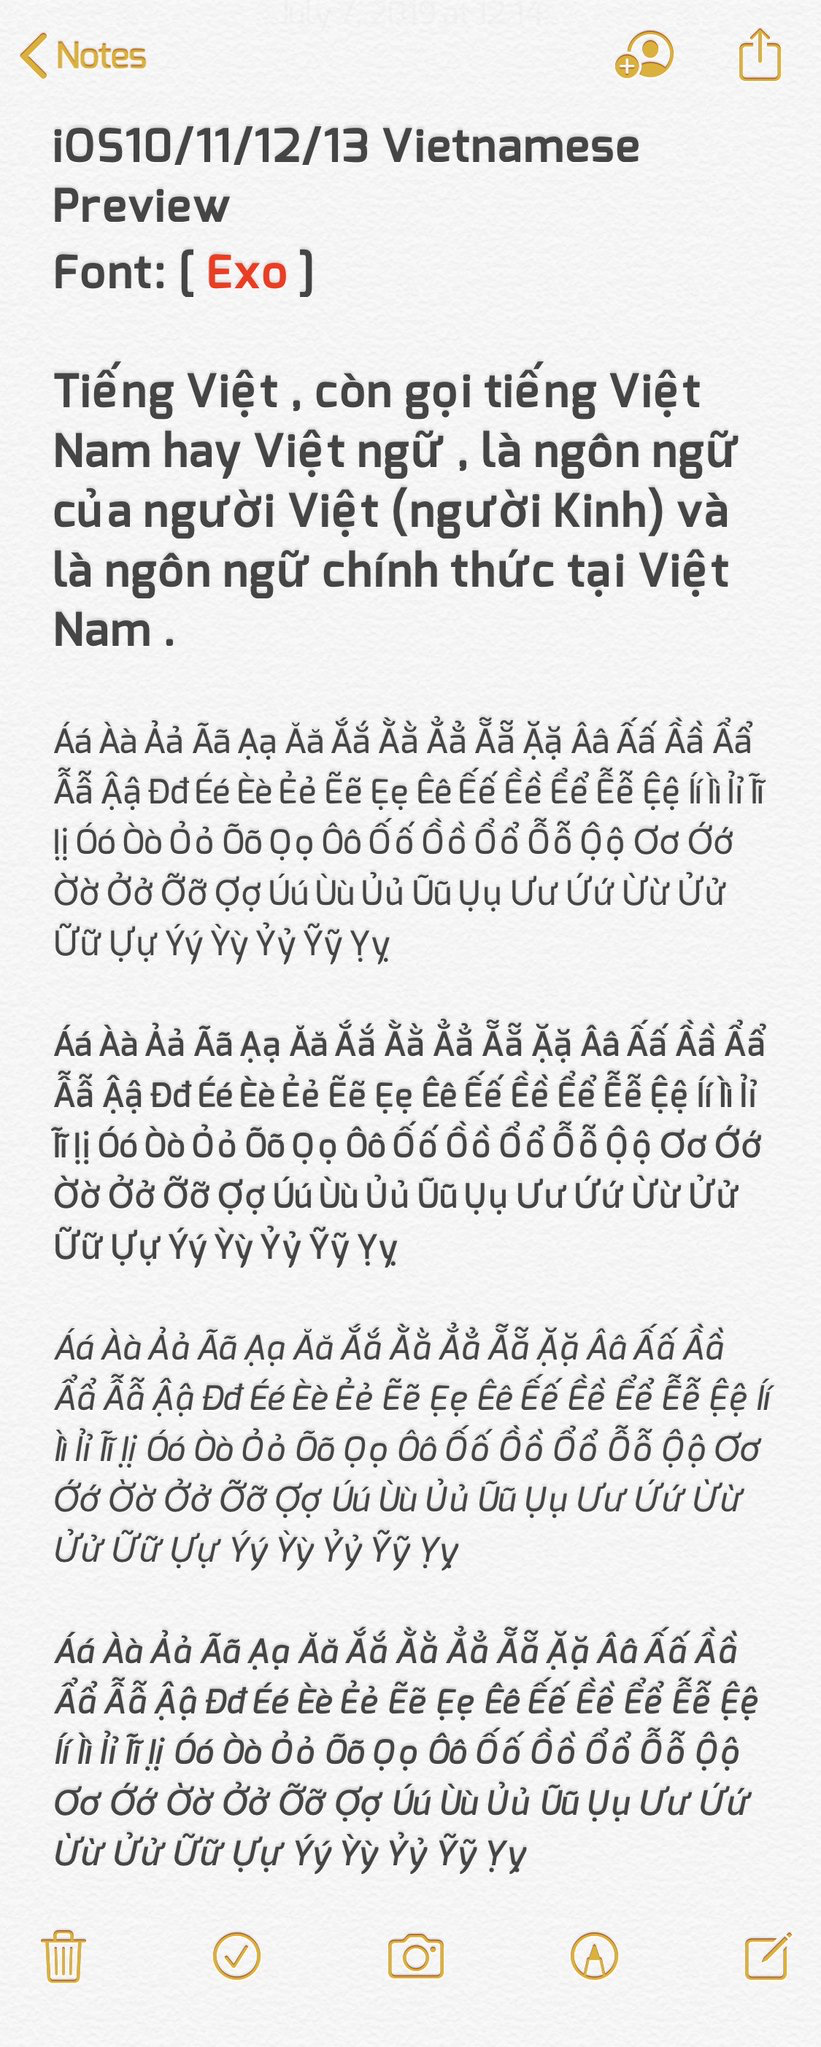 July 7, 2019 at 12:14
Notes
iOS10/11/12/13 Vietnamese
Preview
Font: [ Exo ]
Tiếng Việt , còn gọi tiếng Việt
Nam hay Việt ngữ , là ngôn ngữ
của người Việt (người Kinh) và
là ngôn ngữ chính thức tại Việt
Nam .
Áá Àà Ảả Ãã Ạạ Ăă Ắắ Ằằ Ẳẳ Ẵẵ Ặặ Ââ Ấấ Ầầ Ẩẩ
Ẫẫ Ậậ Đđ Éé Èè Ẻẻ Ẽẽ Ẹẹ Êê Ếế Ềề Ểể Ễễ Ệệ Íí Ìì Ỉỉ Ĩĩ
Ịị Óó Òò Ỏỏ Õõ Ọọ Ôô Ốố Ồồ Ổổ Ỗỗ Ộộ Ơơ Ớớ
Ờờ Ởở Ỡỡ Ợợ Úú Ùù Ủủ Ũũ Ụụ Ưư Ứứ Ừừ Ửử
Ữữ Ựự Ýý Ỳỳ Ỷỷ Ỹỹ Ỵỵ
Áá Àà Ảả Ãã Ạạ Ăă Ắắ Ằằ Ẳẳ Ẵẵ Ặặ Ââ Ấấ Ầầ Ẩẩ
Ẫẫ Ậậ Đđ Éé Èè Ẻẻ Ẽẽ Ẹẹ Êê Ếế Ềề Ểể Ễễ Ệệ Íí Ìì Ỉỉ
Ĩĩ Ịị Óó Òò Ỏỏ Õõ Ọọ Ôô Ốố Ồồ Ổổ Ỗỗ Ộộ Ơơ Ớớ
Ờờ Ởở Ỡỡ Ợợ Úú Ùù Ủủ Ũũ Ụụ Ưư Ứứ Ừừ Ửử
Ữữ Ựự Ýý Ỳỳ Ỷỷ Ỹỹ Ỵỵ
Áá Àà Ảả Ãã Ạạ Ăă Ắắ Ằằ Ẳẳ Ẵẵ Ặặ Ââ Ấấ Ầầ
Ẩẩ Ẫẫ Ậậ Đđ Éé Èè Ẻẻ Ẽẽ Ẹẹ Êê Ếế Ềề Ểể Ễễ Ệệ Íí
Ìì Ỉỉ Ĩĩ Ịị Óó Òò Ỏỏ Õõ Ọọ Ôô Ốố Ồồ Ổổ Ỗỗ Ộộ Ơơ
Ớớ Ờờ Ởở Ỡỡ Ợợ Úú Ùù Ủủ Ũũ Ụụ Ưư Ứứ Ừừ
Ửử Ữữ Ựự Ýý Ỳỳ Ỷỷ Ỹỹ Ỵỵ
Áá Àà Ảả Ãã Ạạ Ăă Ắắ Ằằ Ẳẳ Ẵẵ Ặặ Ââ Ấấ Ầầ
Ẩẩ Ẫẫ Ậậ Đđ Éé Èè Ẻẻ Ẽẽ Ẹẹ Êê Ếế Ềề Ểể Ễễ Ệệ
Íí Ìì Ỉỉ Ĩĩ Ịị Óó Òò Ỏỏ Õõ Ọọ Ôô Ốố Ồồ Ổổ Ỗỗ Ộộ
Ơơ Ớớ Ờờ Ởở Ỡỡ Ợợ Úú Ùù Ủủ Ũũ Ụụ Ưư Ứứ
Ừừ Ửử Ữữ Ựự Ýý Ỳỳ Ỷỷ Ỹỹ Ỵỵ